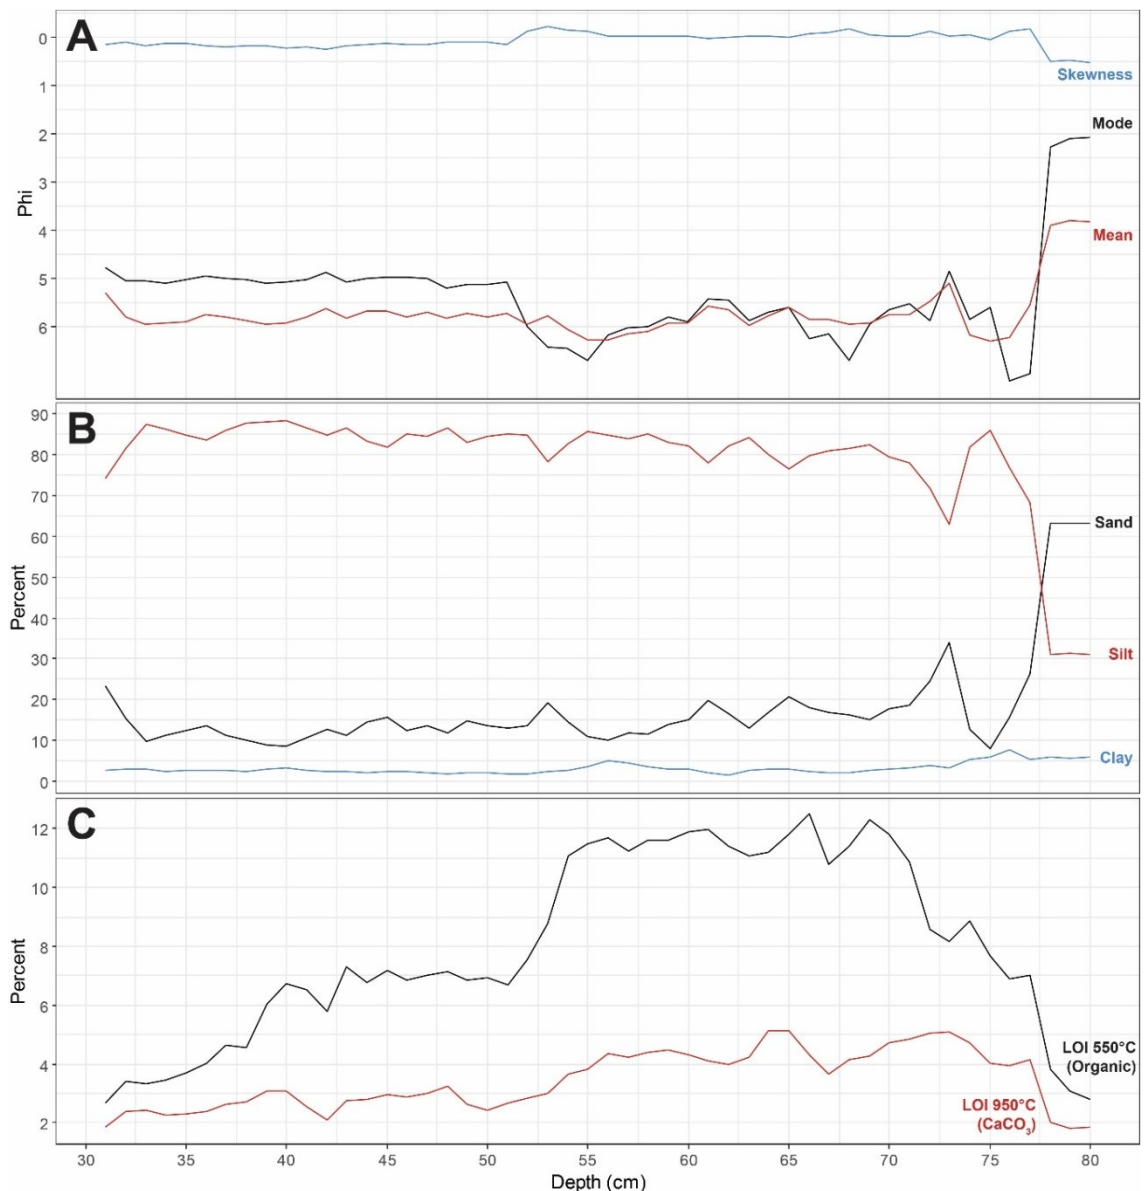 A
0
1
2
3
4
5
6
Phi
Skewness
Mode
Mean
B
90
80
70
60
50
40
30
20
10
0
Percent
Sand
Silt
Clay
C
12
10
8
6
4
2
Percent
LOI 550°C
(Organic)
LOI 950°C
(CaCO₃)
30 35 40 45 50 55 60 65 70 75 80
Depth (cm)